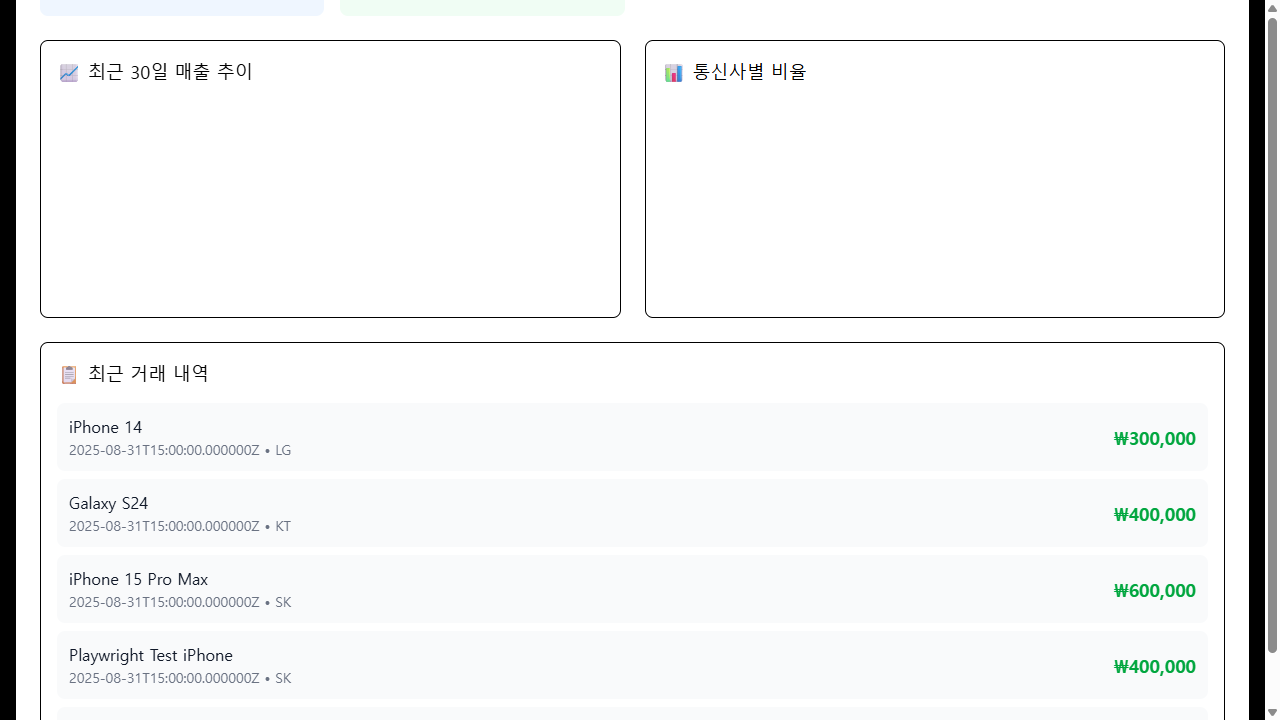 📈 최근 30일 매출 추이
📊 통신사별 비율
📋 최근 거래 내역
iPhone 14
2025-08-31T15:00:00.000000Z • LG
₩300,000
Galaxy S24
2025-08-31T15:00:00.000000Z • KT
₩400,000
iPhone 15 Pro Max
2025-08-31T15:00:00.000000Z • SK
₩600,000
Playwright Test iPhone
2025-08-31T15:00:00.000000Z • SK
₩400,000